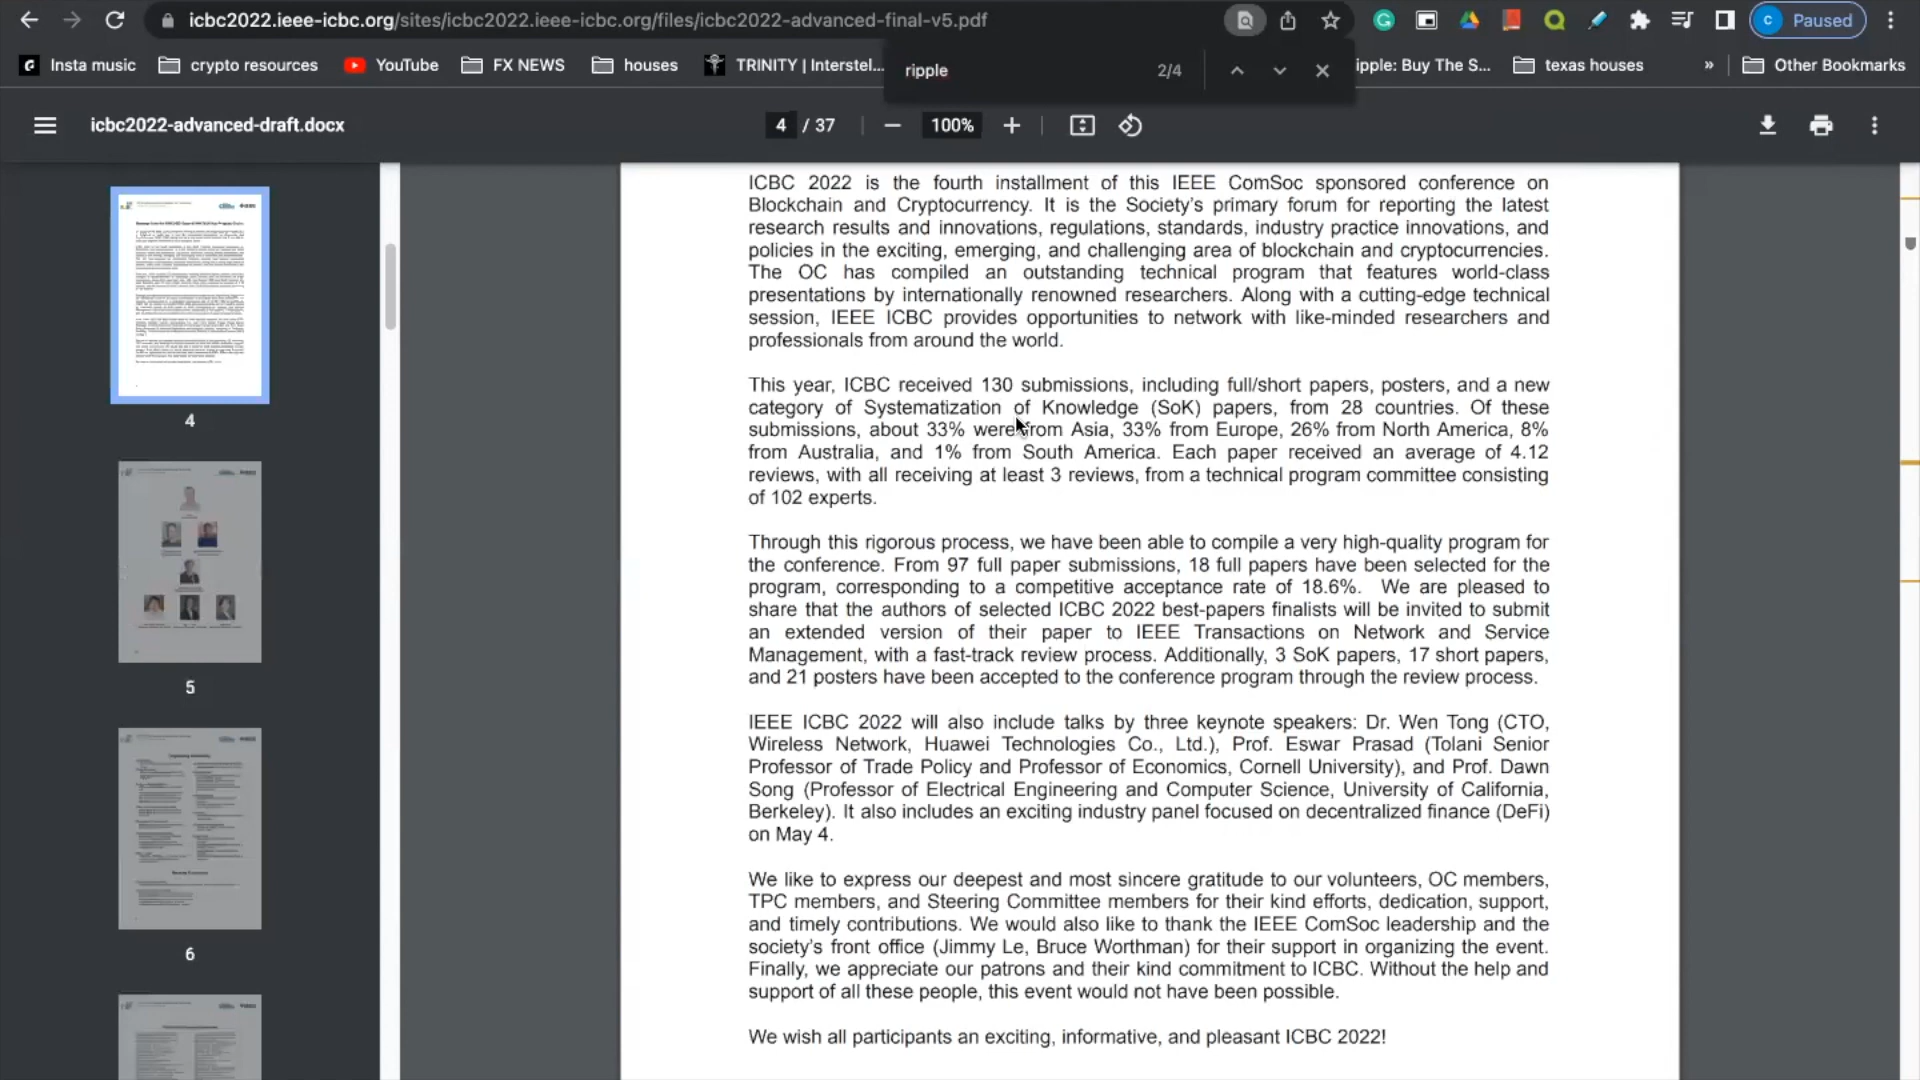 icbc2022.ieee-icbc.org/sites/icbc2022.ieee-icbc.org/files/icbc2022-advanced-final-v5.pdf
C Paused
Insta music
crypto resources
YouTube
FX NEWS
houses
TRINITY | Interstel...
ipple: Buy The S...
texas houses
»
Other Bookmarks
ripple
2/4
icbc2022-advanced-draft.docx
4 / 37
100%
4
5
6
ICBC 2022 is the fourth installment of this IEEE ComSoc sponsored conference on
Blockchain and Cryptocurrency. It is the Society's primary forum for reporting the latest
research results and innovations, regulations, standards, industry practice innovations, and
policies in the exciting, emerging, and challenging area of blockchain and cryptocurrencies.
The OC has compiled an outstanding technical program that features world-class
presentations by internationally renowned researchers. Along with a cutting-edge technical
session, IEEE ICBC provides opportunities to network with like-minded researchers and
professionals from around the world.
This year, ICBC received 130 submissions, including full/short papers, posters, and a new
category of Systematization of Knowledge (SoK) papers, from 28 countries. Of these
submissions, about 33% were from Asia, 33% from Europe, 26% from North America, 8%
from Australia, and 1% from South America. Each paper received an average of 4.12
reviews, with all receiving at least 3 reviews, from a technical program committee consisting
of 102 experts.
Through this rigorous process, we have been able to compile a very high-quality program for
the conference. From 97 full paper submissions, 18 full papers have been selected for the
program, corresponding to a competitive acceptance rate of 18.6%. We are pleased to
share that the authors of selected ICBC 2022 best-papers finalists will be invited to submit
an extended version of their paper to IEEE Transactions on Network and Service
Management, with a fast-track review process. Additionally, 3 SoK papers, 17 short papers,
and 21 posters have been accepted to the conference program through the review process.
IEEE ICBC 2022 will also include talks by three keynote speakers: Dr. Wen Tong (CTO,
Wireless Network, Huawei Technologies Co., Ltd.), Prof. Eswar Prasad (Tolani Senior
Professor of Trade Policy and Professor of Economics, Cornell University), and Prof. Dawn
Song (Professor of Electrical Engineering and Computer Science, University of California,
Berkeley). It also includes an exciting industry panel focused on decentralized finance (DeFi)
on May 4.
We like to express our deepest and most sincere gratitude to our volunteers, OC members,
TPC members, and Steering Committee members for their kind efforts, dedication, support,
and timely contributions. We would also like to thank the IEEE ComSoc leadership and the
society's front office (Jimmy Le, Bruce Worthman) for their support in organizing the event.
Finally, we appreciate our patrons and their kind commitment to ICBC. Without the help and
support of all these people, this event would not have been possible.
We wish all participants an exciting, informative, and pleasant ICBC 2022!